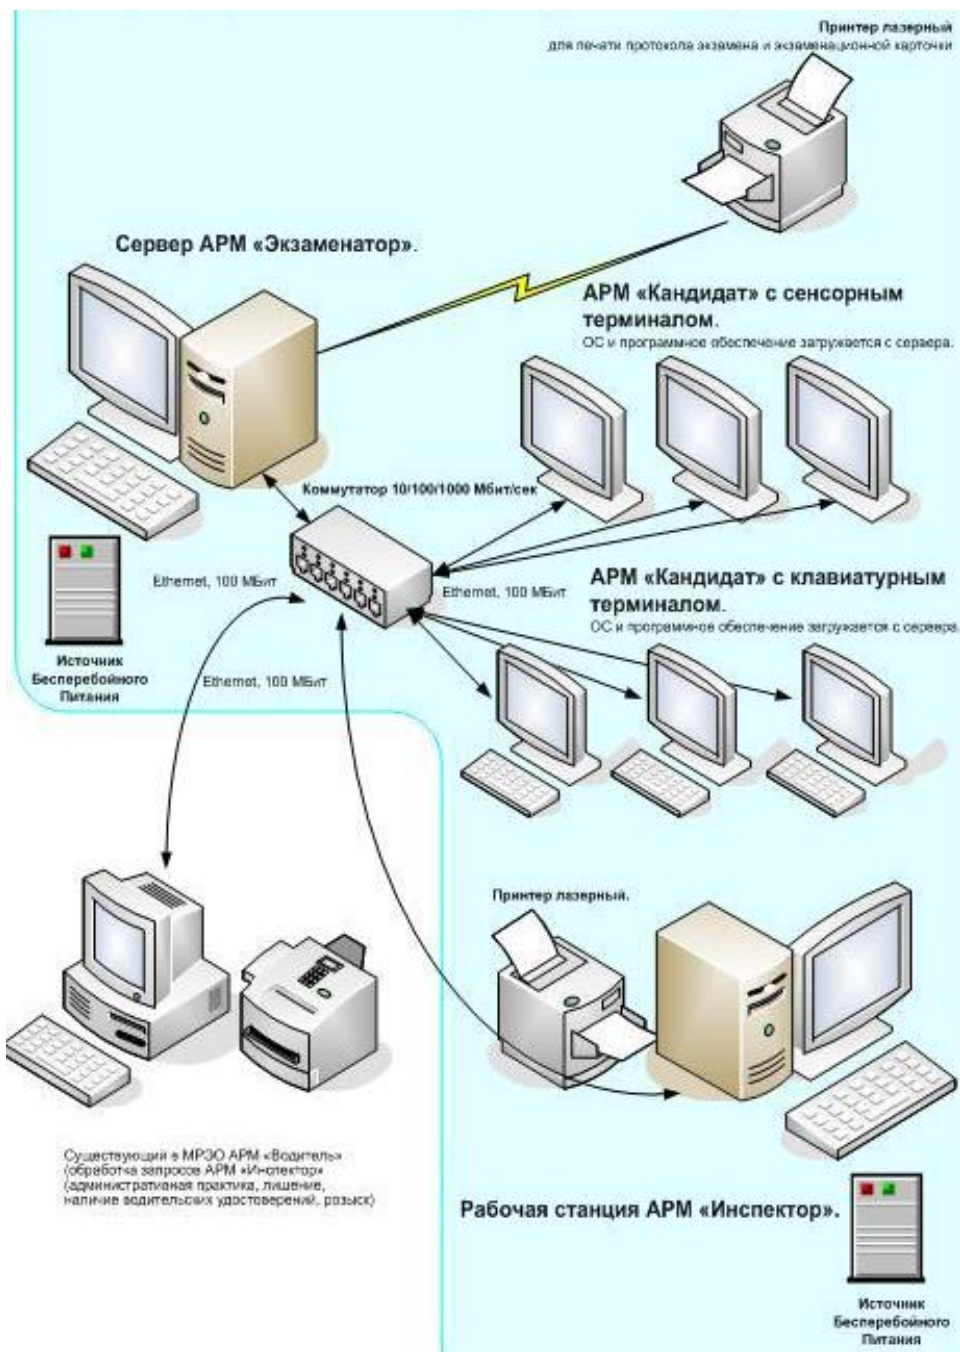 Принтер лазерный
для печати протокола экзамена и экзаменационной карточки
Сервер АРМ «Экзаменатор».
АРМ «Кандидат» с сенсорным
терминалом.
ОС и программное обеспечение загружается с сервера.
Коммутатор 10/100/1000 Мбит/сек
Ethernet, 100 МБит
Ethernet, 100 МБит
АРМ «Кандидат» с клавиатурным
терминалом.
ОС и программное обеспечение загружается с сервера.
Источник
Бесперебойного
Питания
Ethernet, 100 МБит
Принтер лазерный.
Существующий в МРЭО АРМ «Водитель»
(обработка запросов АРМ «Инспектор»
(административная практика, лишение,
наличие водительских удостоверений, розыск)
Рабочая станция АРМ «Инспектор».
Источник
Бесперебойного
Питания